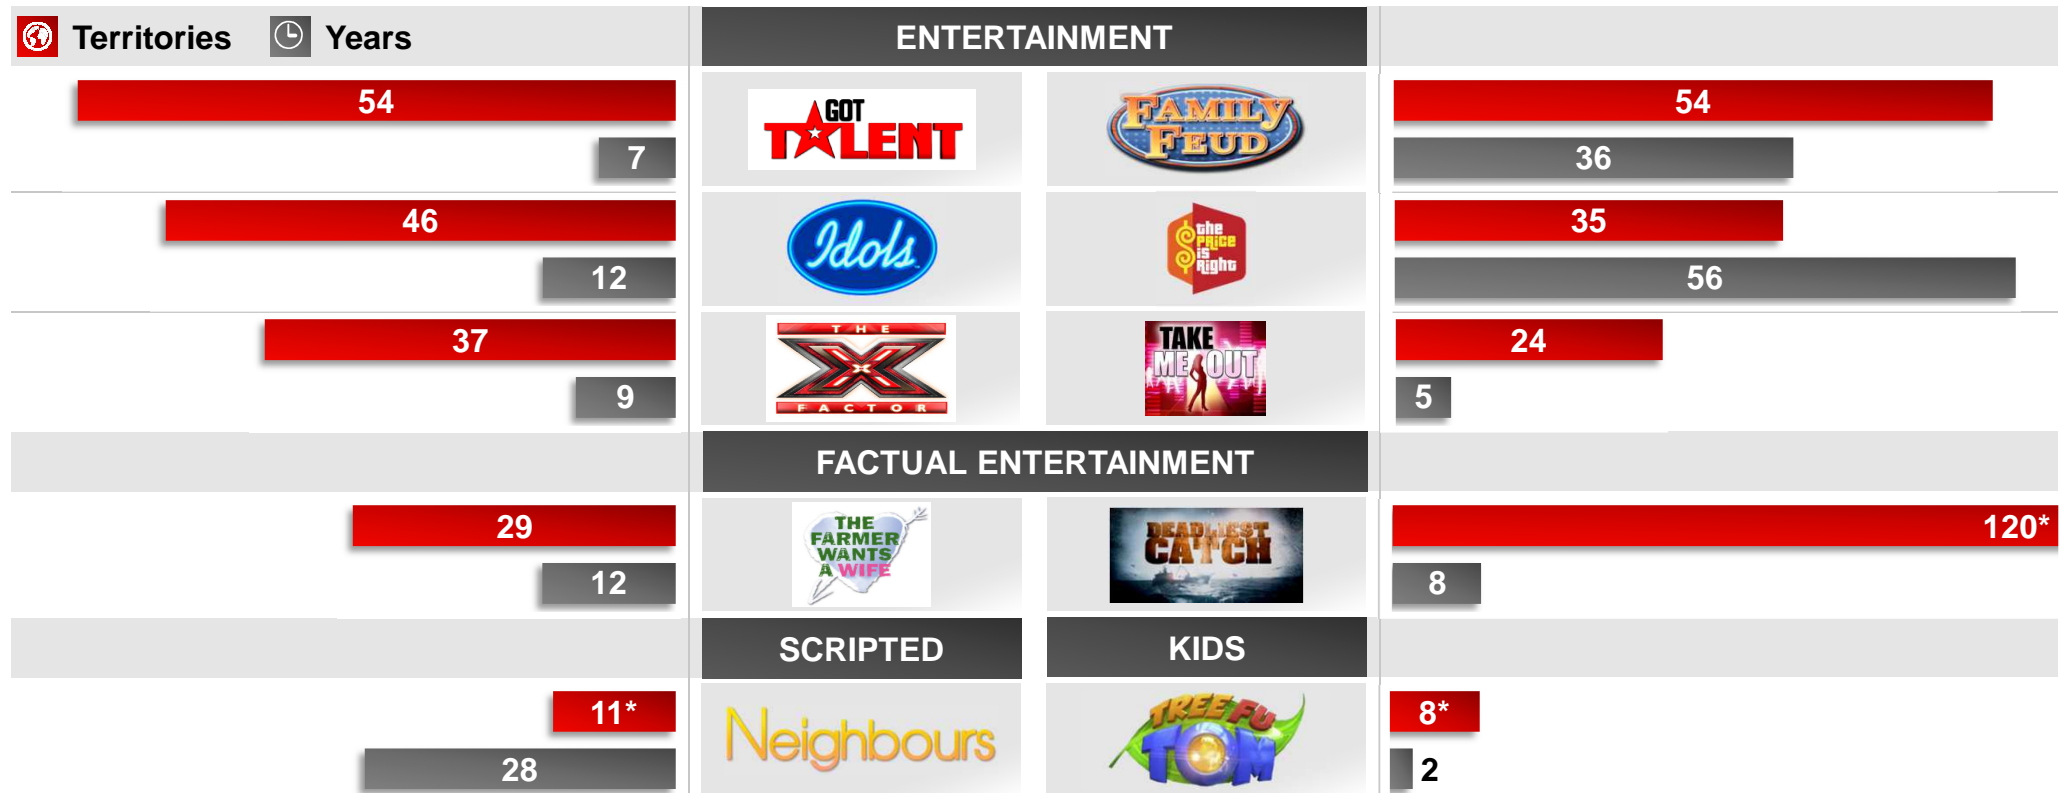 Territories Years ENTERTAINMENT
54 GOT TALENT FAMILY FEUD 54
7 36
46 Idols the PRICE is Right 35
12 56
37 THE X FACTOR TAKE ME OUT 24
9 5
FACTUAL ENTERTAINMENT
29 THE FARMER WANTS A WIFE DEADLIEST CATCH 120*
12 8
SCRIPTED KIDS
11* Neighbours TREE FU TOM 8*
28 2